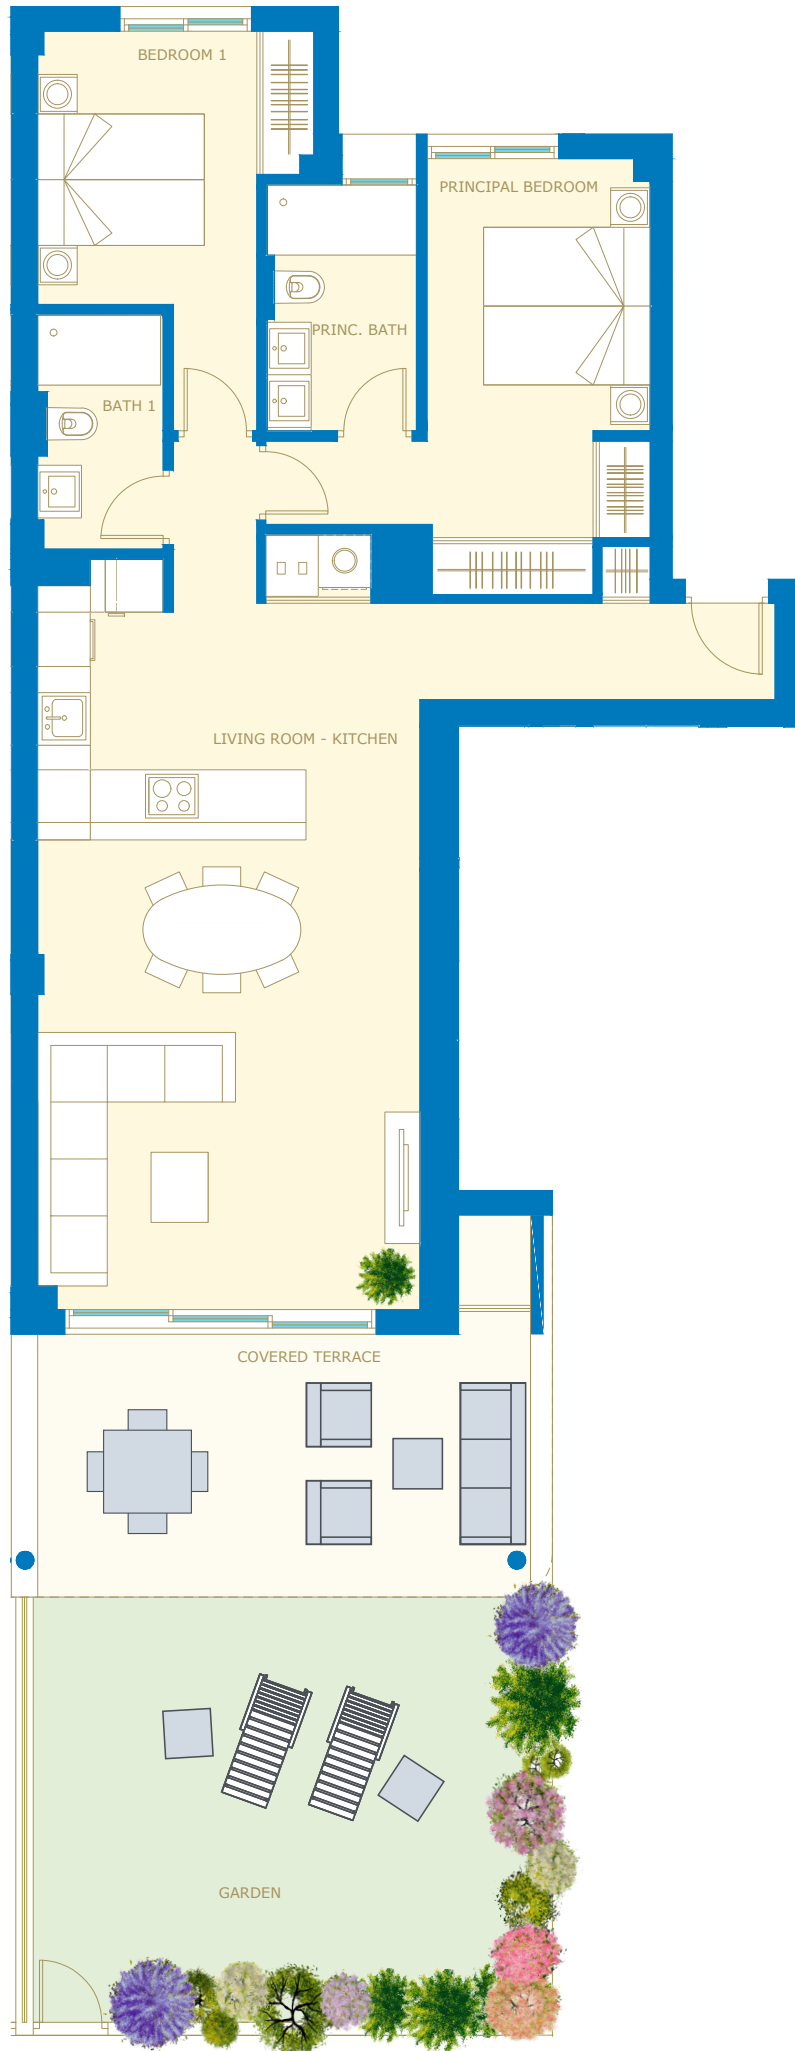 BEDROOM 1
PRINCIPAL BEDROOM
PRINC. BATH
BATH 1
LIVING ROOM - KITCHEN
COVERED TERRACE
GARDEN